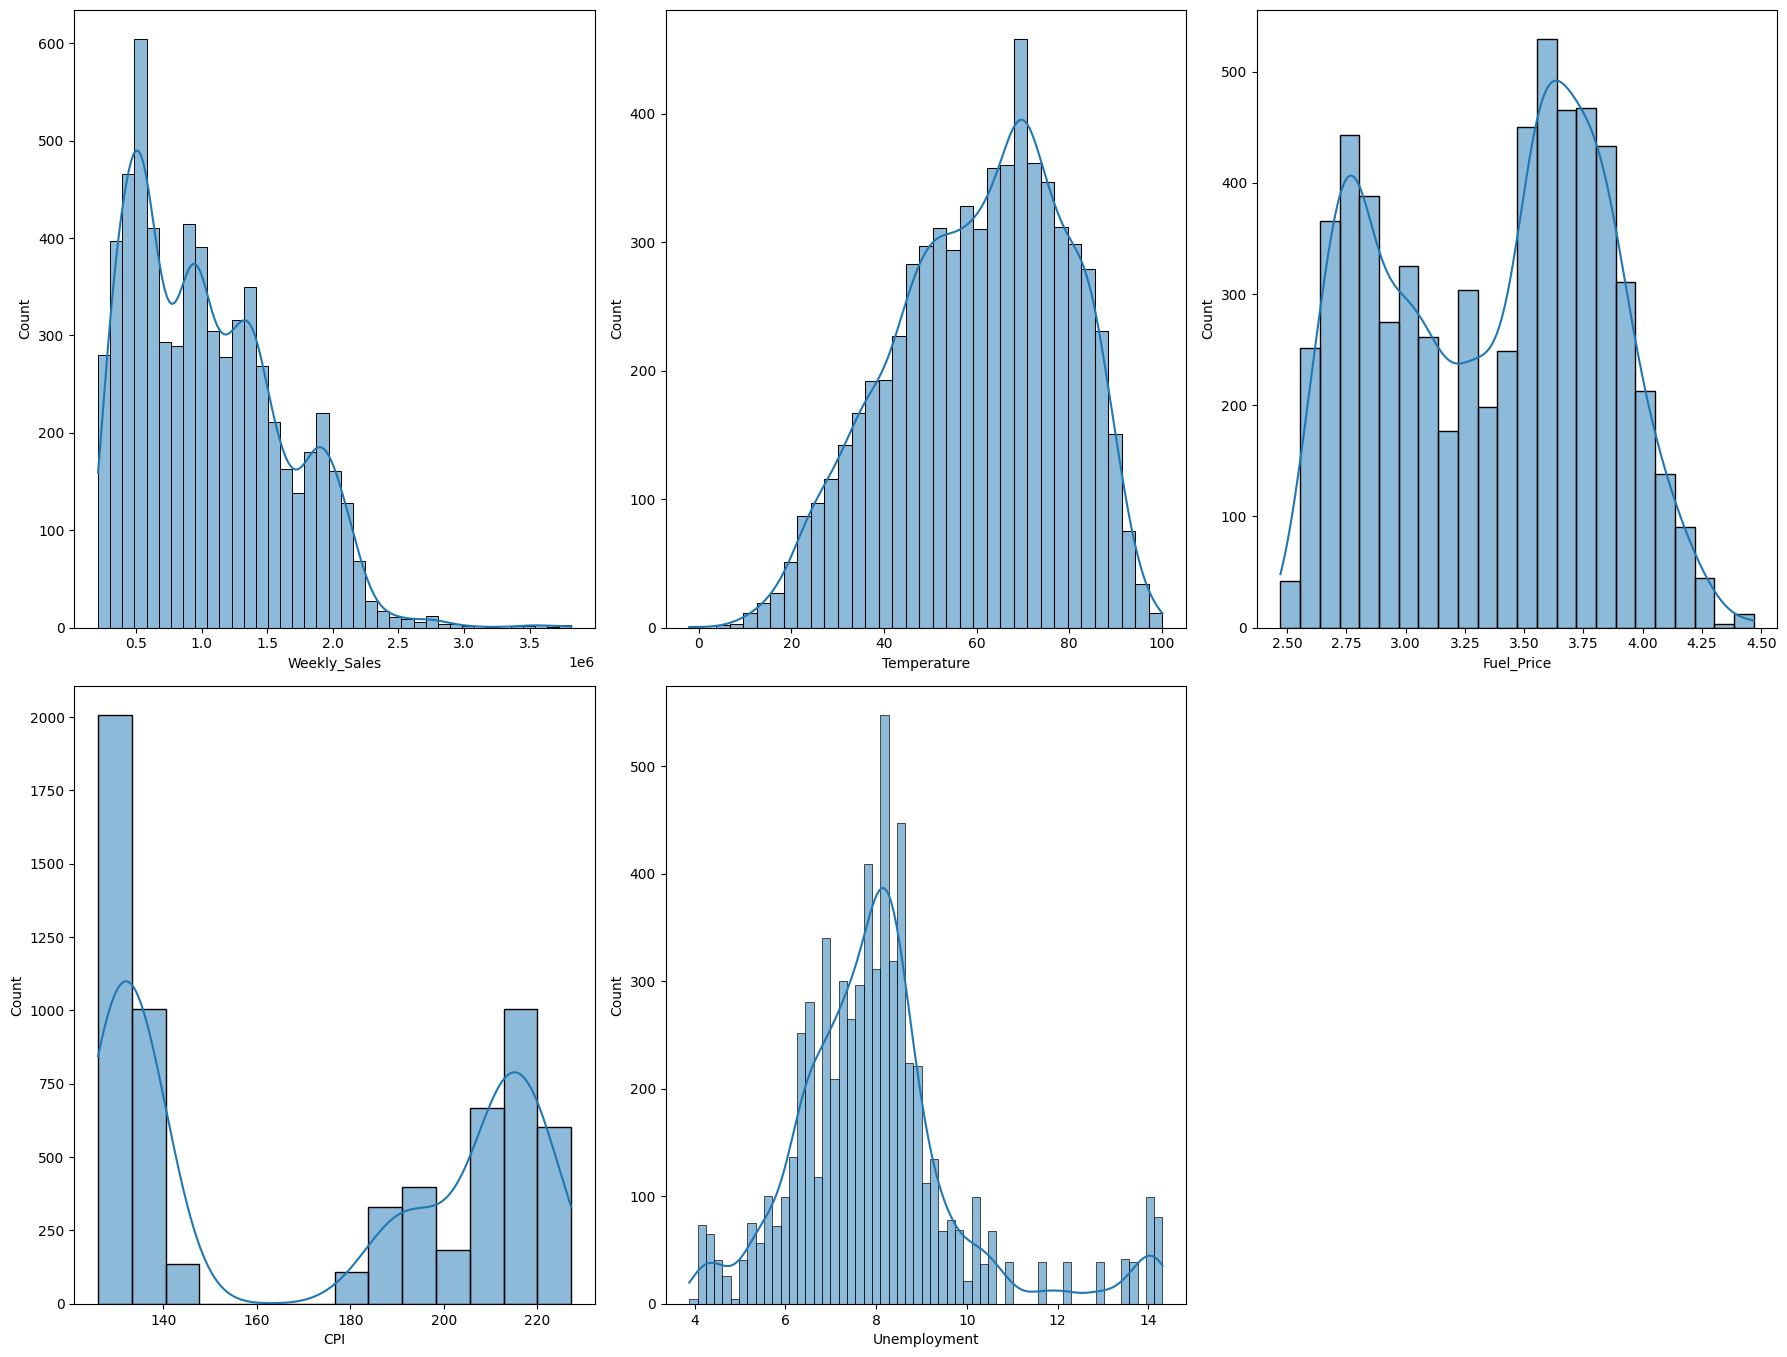 600
500
400
300
200
100
0
Count
0.5 1.0 1.5 2.0 2.5 3.0 3.5
1e6
Weekly_Sales
400
300
200
100
0
Count
0 20 40 60 80 100
Temperature
500
400
300
200
100
0
Count
2.50 2.75 3.00 3.25 3.50 3.75 4.00 4.25 4.50
Fuel_Price
2000
1750
1500
1250
1000
750
500
250
0
Count
140 160 180 200 220
CPI
500
400
300
200
100
0
Count
4 6 8 10 12 14
Unemployment